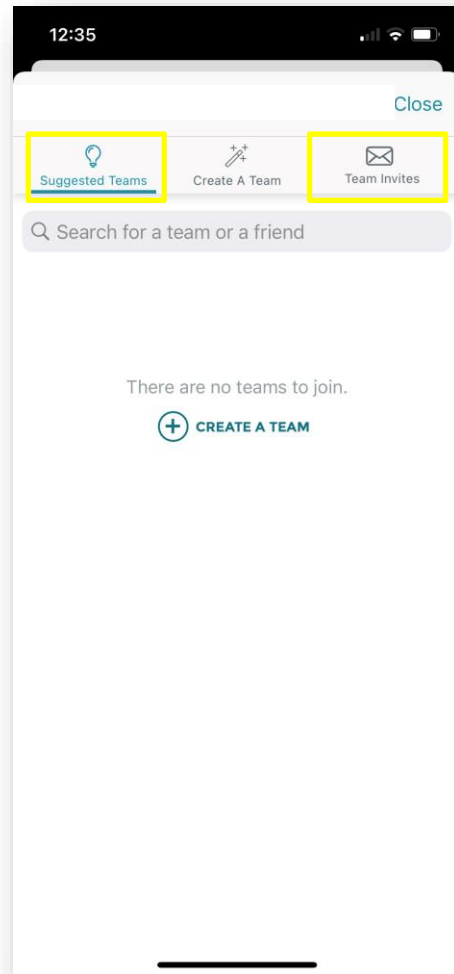 12:35
Close
Suggested Teams
Create A Team
Team Invites
Search for a team or a friend
There are no teams to join.
CREATE A TEAM